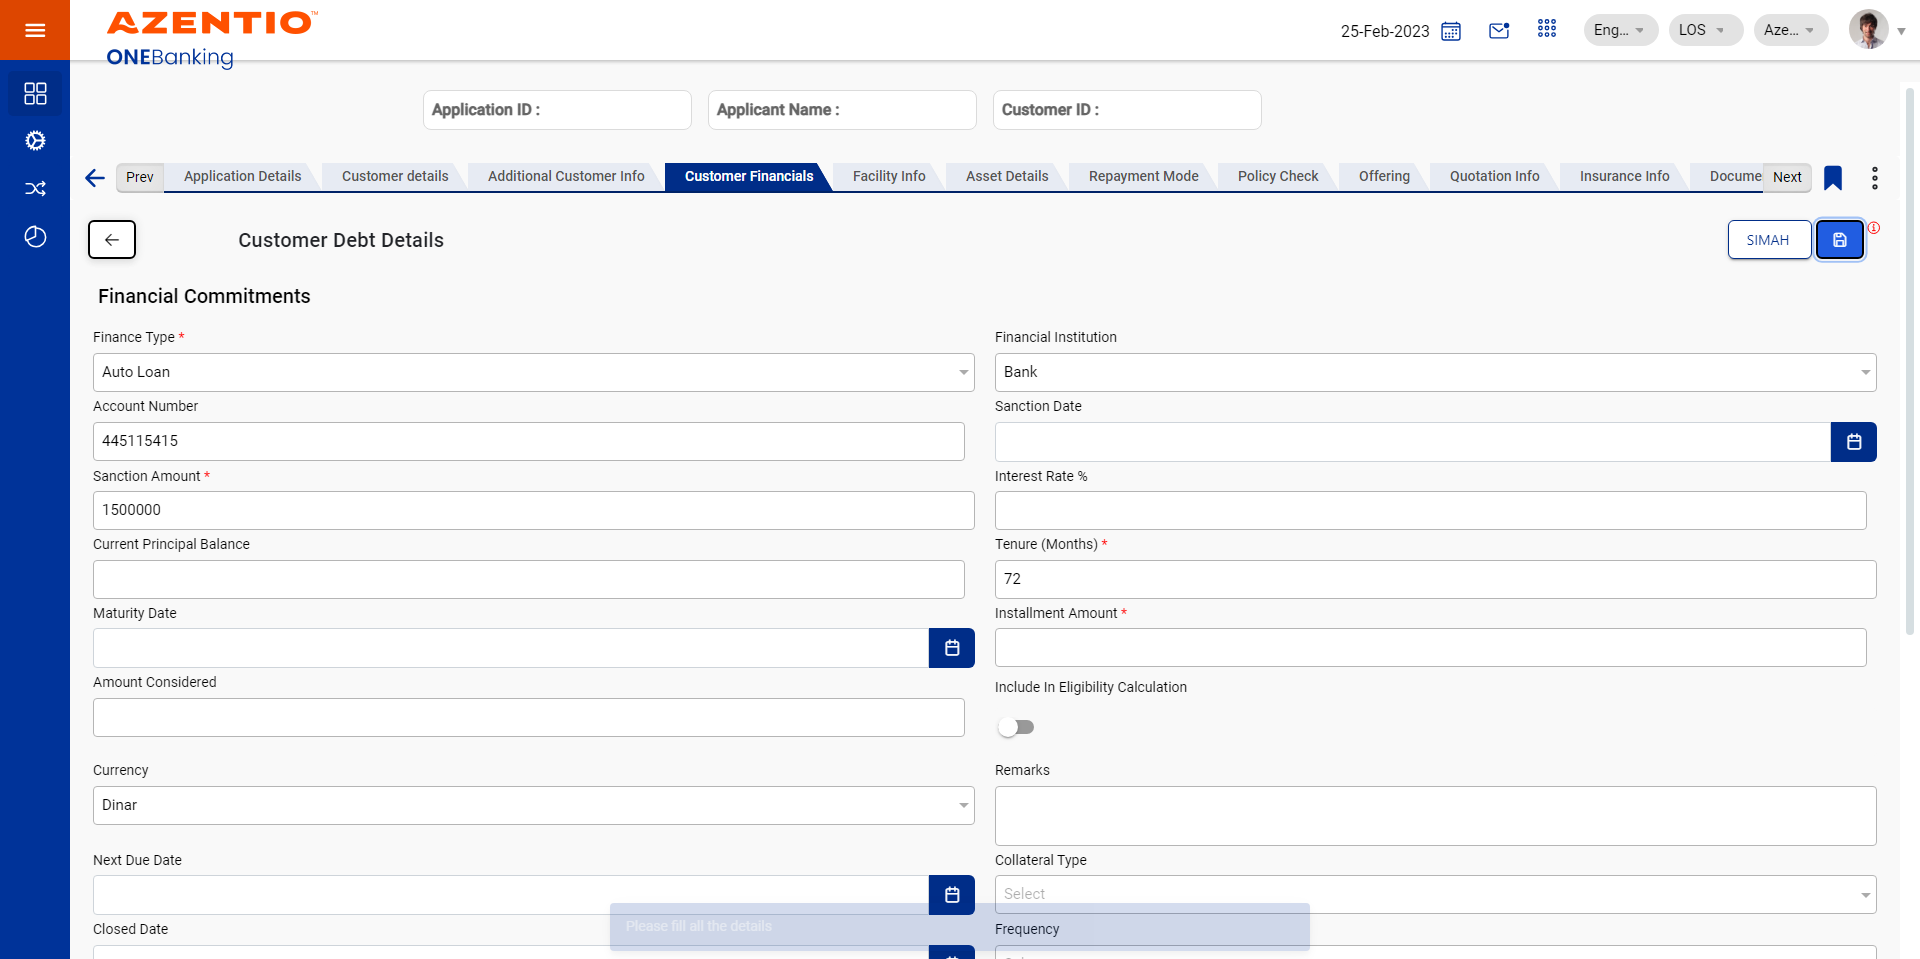 AZENTIO™
ONEBanking
25-Feb-2023
Eng...
LOS
Aze...
Application ID :
Applicant Name :
Customer ID :
Prev
Application Details
Customer details
Additional Customer Info
Customer Financials
Facility Info
Asset Details
Repayment Mode
Policy Check
Offering
Quotation Info
Insurance Info
Docume
Next
Customer Debt Details
SIMAH
Financial Commitments
Finance Type *
Financial Institution
Auto Loan
Bank
Account Number
Sanction Date
445115415
Sanction Amount *
Interest Rate %
1500000
Current Principal Balance
Tenure (Months) *
72
Maturity Date
Installment Amount *
Amount Considered
Include In Eligibility Calculation
Currency
Remarks
Dinar
Next Due Date
Collateral Type
Select
Please fill all the details
Closed Date
Frequency